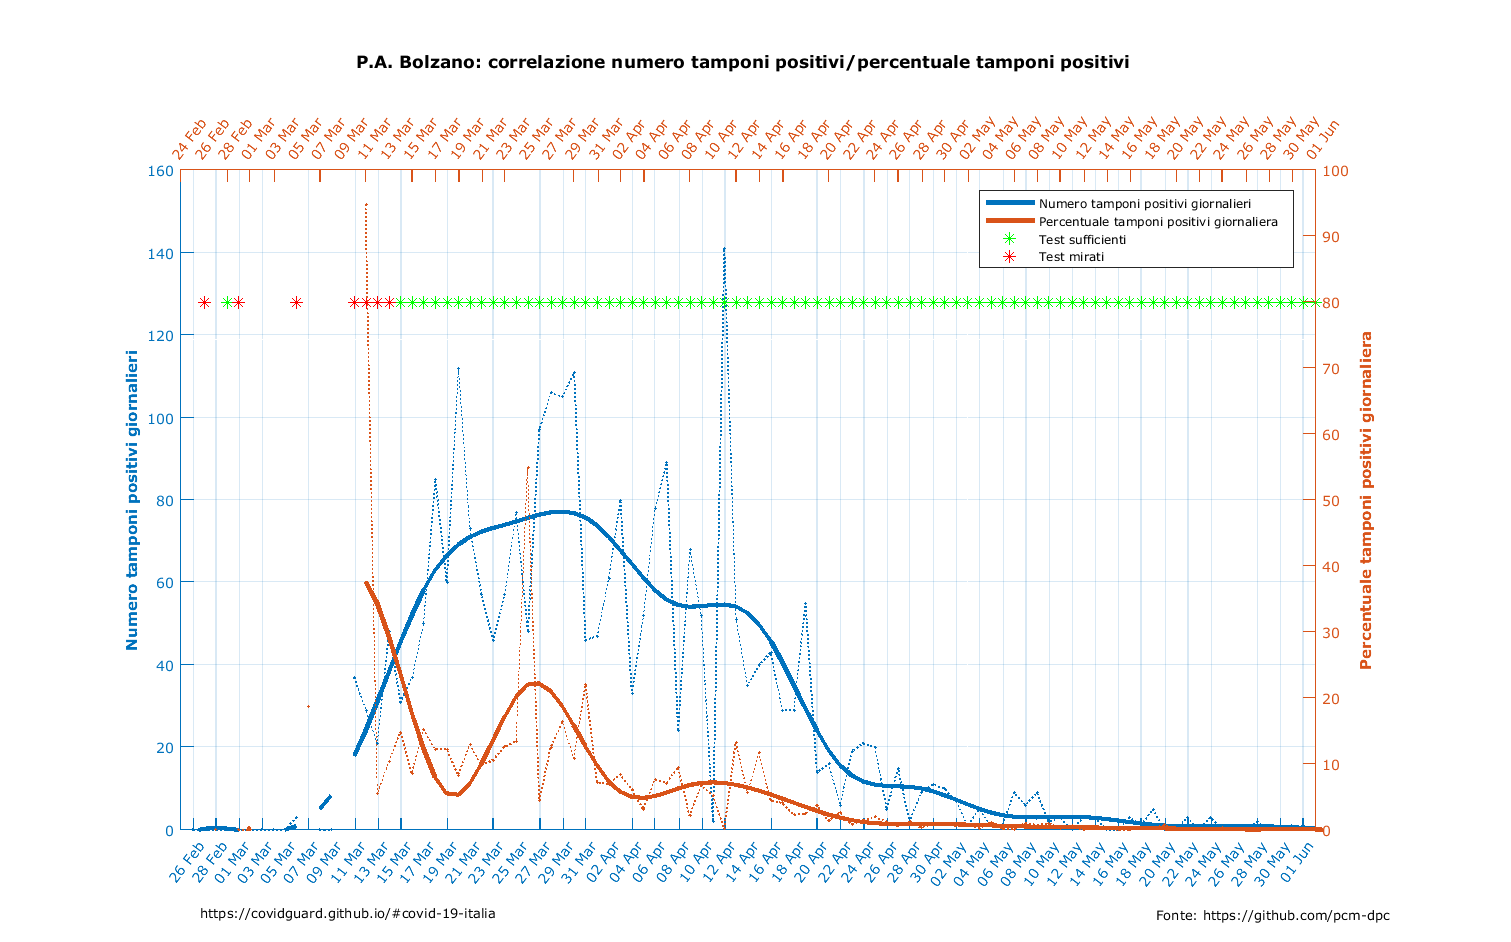 P.A. Bolzano: correlazione numero tamponi positivi/percentuale tamponi positivi
24 Feb 26 Feb 28 Feb 01 Mar 03 Mar 05 Mar 07 Mar 09 Mar 11 Mar 13 Mar 15 Mar 17 Mar 19 Mar 21 Mar 23 Mar 25 Mar 27 Mar 29 Mar 31 Mar 02 Apr 04 Apr 06 Apr 08 Apr 10 Apr 12 Apr 14 Apr 16 Apr 18 Apr 20 Apr 22 Apr 24 Apr 26 Apr 28 Apr 30 Apr 02 May 04 May 06 May 08 May 10 May 12 May 14 May 16 May 18 May 20 May 22 May 24 May 26 May 28 May 30 May 01 Jun
160
140
120
100
80
60
40
20
0
Numero tamponi positivi giornalieri
100
90
80
70
60
50
40
30
20
10
0
Percentuale tamponi positivi giornaliera
Numero tamponi positivi giornalieri
Percentuale tamponi positivi giornaliera
Test sufficienti
Test mirati
26 Feb 28 Feb 01 Mar 03 Mar 05 Mar 07 Mar 09 Mar 11 Mar 13 Mar 15 Mar 17 Mar 19 Mar 21 Mar 23 Mar 25 Mar 27 Mar 29 Mar 31 Mar 02 Apr 04 Apr 06 Apr 08 Apr 10 Apr 12 Apr 14 Apr 16 Apr 18 Apr 20 Apr 22 Apr 24 Apr 26 Apr 28 Apr 30 Apr 02 May 04 May 06 May 08 May 10 May 12 May 14 May 16 May 18 May 20 May 22 May 24 May 26 May 28 May 30 May 01 Jun
https://covidguard.github.io/#covid-19-italia
Fonte: https://github.com/pcm-dpc